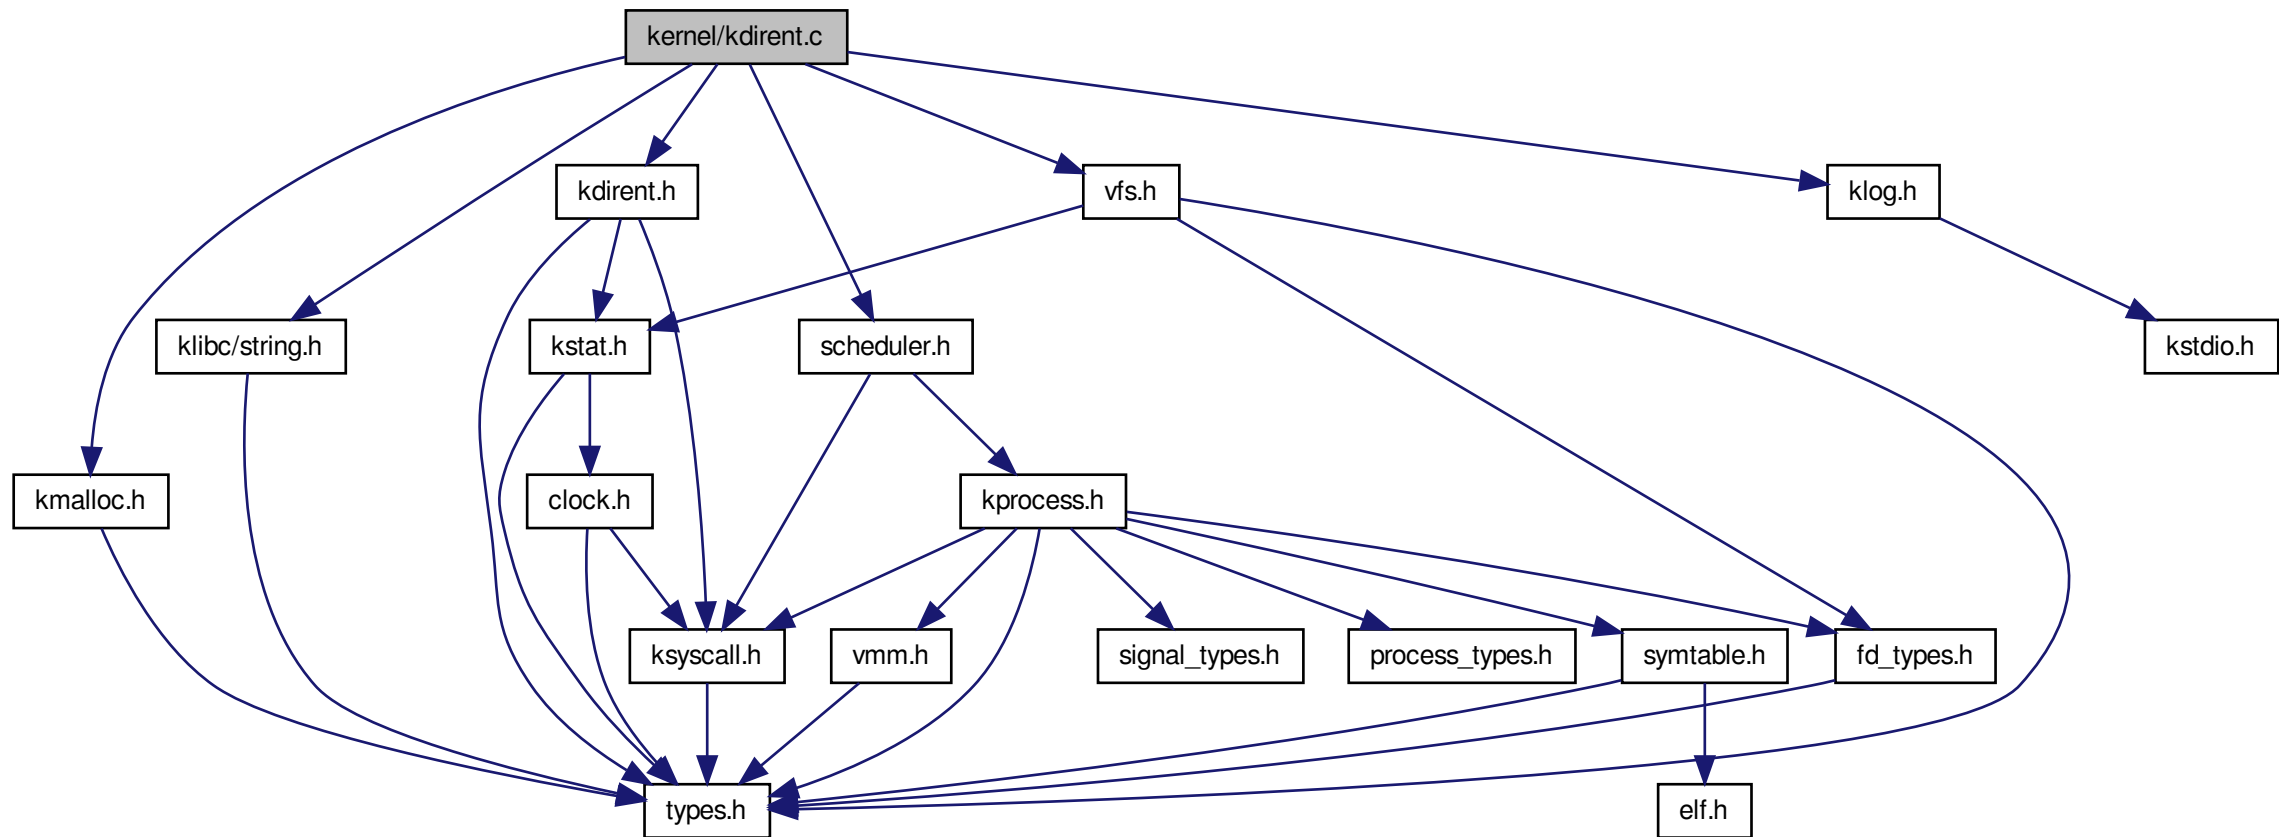 kernel/kdirent.c
kdirent.h
vfs.h
klog.h
klibc/string.h
kstat.h
scheduler.h
kstdio.h
kmalloc.h
clock.h
kprocess.h
ksyscall.h
vmm.h
signal_types.h
process_types.h
symtable.h
fd_types.h
types.h
elf.h